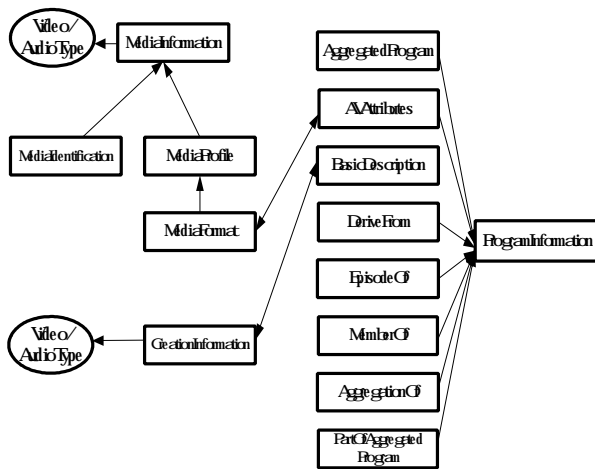 Video/
AudioType
MediaInformation
MediaIdentification
MediaProfile
MediaFormat
Video/
AudioType
CreationInformation
AggregatedProgram
AVAttributes
BasicDescription
DeriveFrom
EpisodeOf
MemberOf
AggregationOf
PartOfAggregated
Program
ProgramInformation